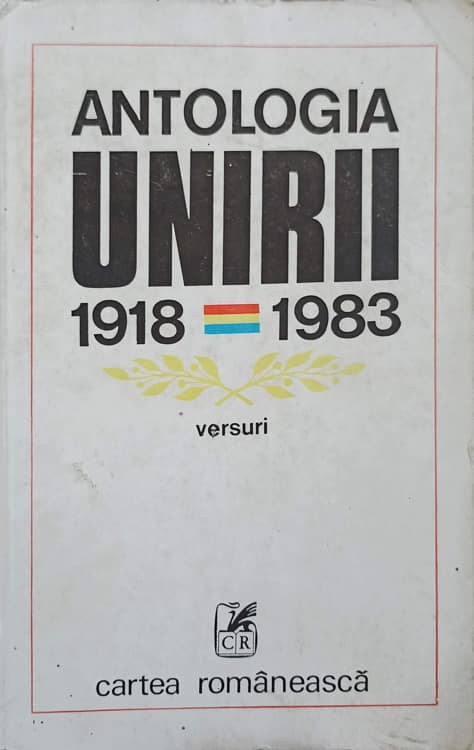 ANTOLOGIA
UNIRII
1918 1983
versuri
CR
cartea românească